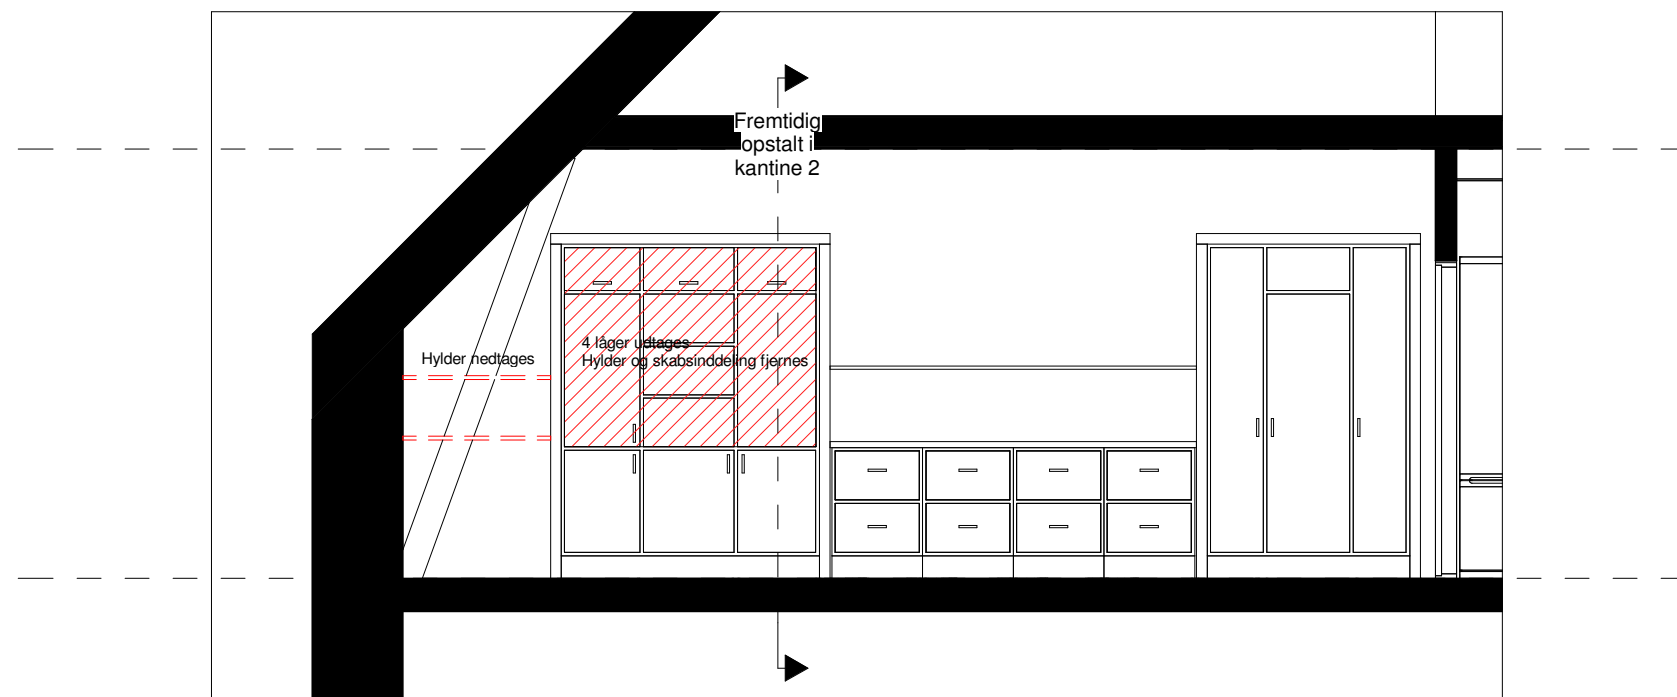 Fremtidig
opstalt i
kantine 2
Hylder nedtages
4 låger udtages
Hylder og skabsinddeling fjernes